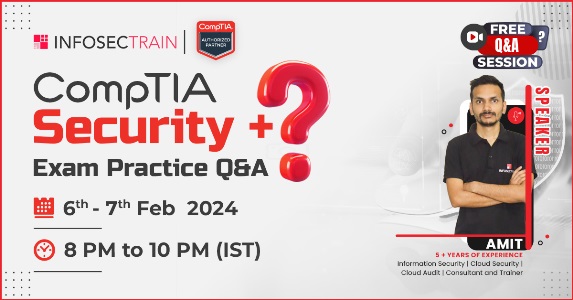 INFOSECTRAIN
CompTIA
AUTHORIZED
PARTNER
FREE
Q&A
?
SESSION
CompTIA
Security +?
Exam Practice Q&A
6th - 7th Feb 2024
8 PM to 10 PM (IST)
SPEAKER
INFOSEC
AMIT
5 + YEARS OF EXPERIENCE
Information Security | Cloud Security |
Cloud Audit | Consultant and Trainer